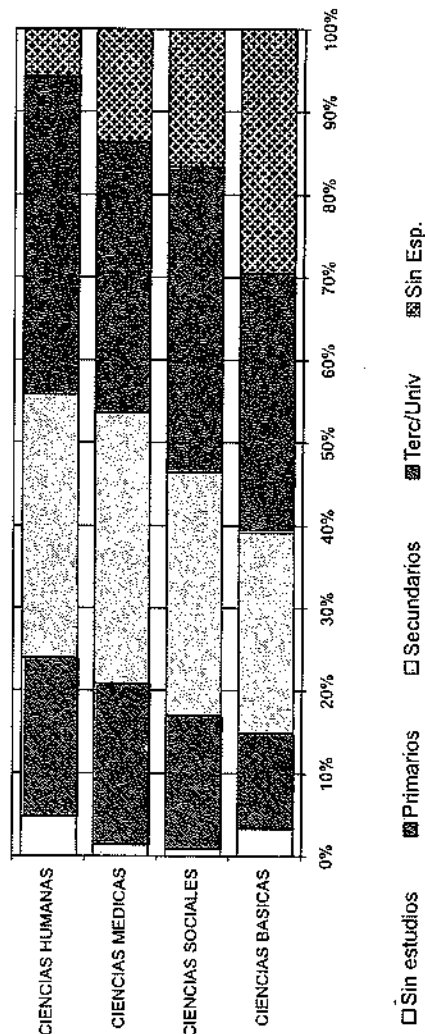 CIENCIAS HUMANAS
CIENCIAS MEDICAS
CIENCIAS SOCIALES
CIENCIAS BASICAS
0% 10% 20% 30% 40% 50% 60% 70% 80% 90% 100%
Sin estudios Primarios Secundarios Terc/Univ Sin Esp.